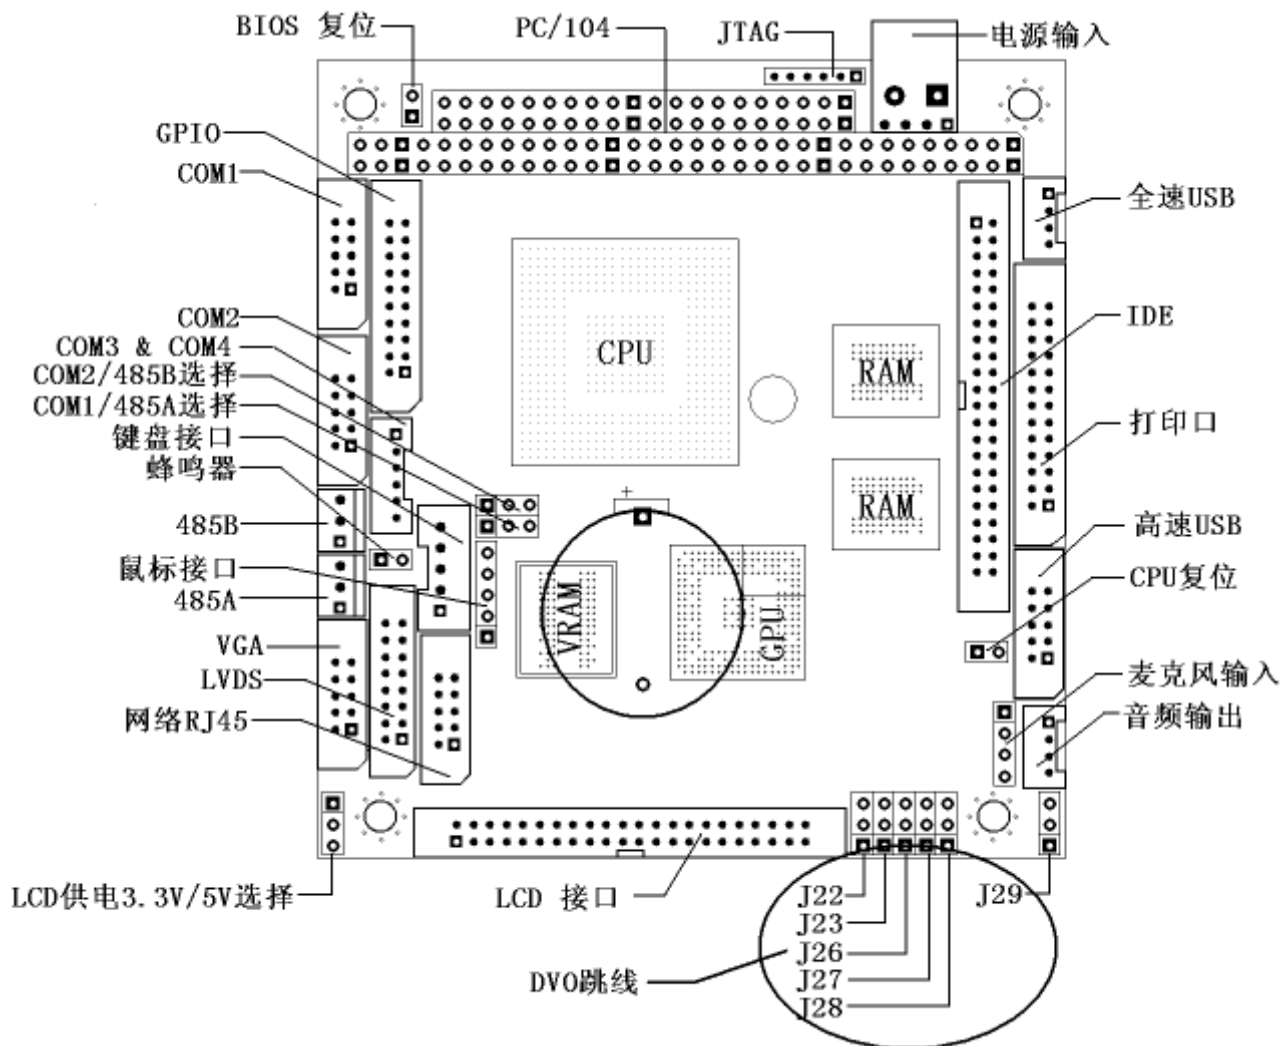 BIOS 复位
PC/104
JTAG
电源输入
GPIO
COM1
全速USB
COM2
COM3 & COM4
COM2/485B选择
COM1/485A选择
键盘接口
蜂鸣器
485B
鼠标接口
485A
VGA
LVDS
网络RJ45
CPU
RAM
RAM
+
VRAM
GPU
IDE
打印口
高速USB
CPU复位
麦克风输入
音频输出
LCD供电3.3V/5V选择
LCD 接口
J22
J23
J26
J27
J28
J29
DVO跳线